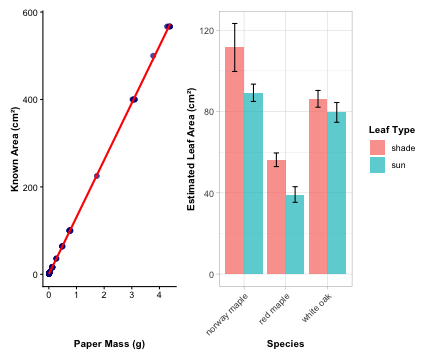 Known Area (cm²)
600
400
200
0
0
1
2
3
4
Paper Mass (g)
Estimated Leaf Area (cm²)
120
80
40
0
norway maple
red maple
white oak
Species
Leaf Type
shade
sun